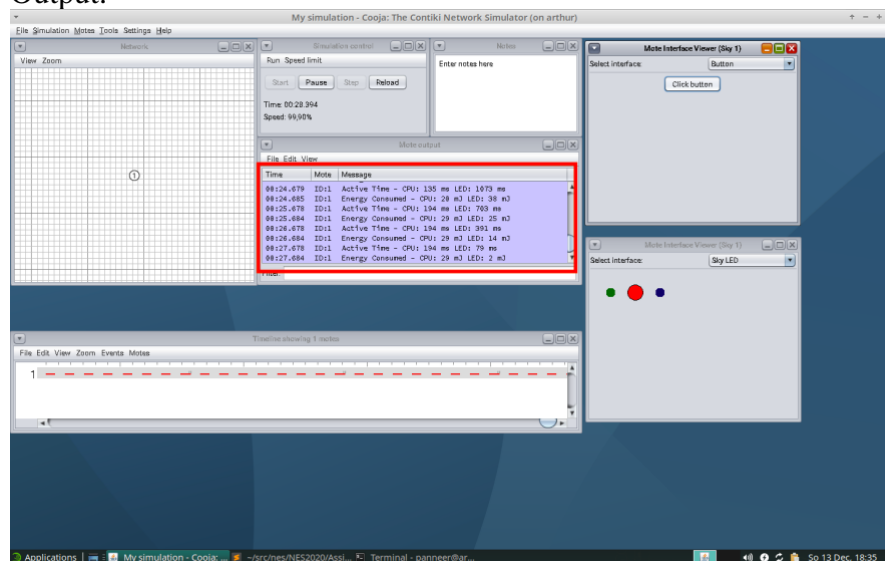 Output:
My simulation - Cooja: The Contiki Network Simulator (on arthur)
File Simulation Motes Tools Settings Help
Network
View Zoom
1
Simulation control
Run Speed limit
Start Pause Step Reload
Time: 00:28.394
Speed: 99,90%
Notes
Enter notes here
Mote output
File Edit View
Time Mote Message
00:24.679 ID:1 Active Time - CPU: 135 ms LED: 1073 ms
00:24.685 ID:1 Energy Consumed - CPU: 20 mJ LED: 38 mJ
00:25.678 ID:1 Active Time - CPU: 194 ms LED: 703 ms
00:25.684 ID:1 Energy Consumed - CPU: 29 mJ LED: 25 mJ
00:26.678 ID:1 Active Time - CPU: 194 ms LED: 391 ms
00:26.684 ID:1 Energy Consumed - CPU: 29 mJ LED: 14 mJ
00:27.678 ID:1 Active Time - CPU: 194 ms LED: 79 ms
00:27.684 ID:1 Energy Consumed - CPU: 29 mJ LED: 2 mJ
Mote Interface Viewer (Sky 1)
Select interface: Button
Click button
Mote Interface Viewer (Sky 1)
Select interface: Sky LED
Timeline showing 1 motes
File Edit View Zoom Events Motes
1
Applications My simulation - Cooja: ... ~/src/nes/NES2020/Assi... Terminal - panneer@ar... So 13 Dec, 18:35